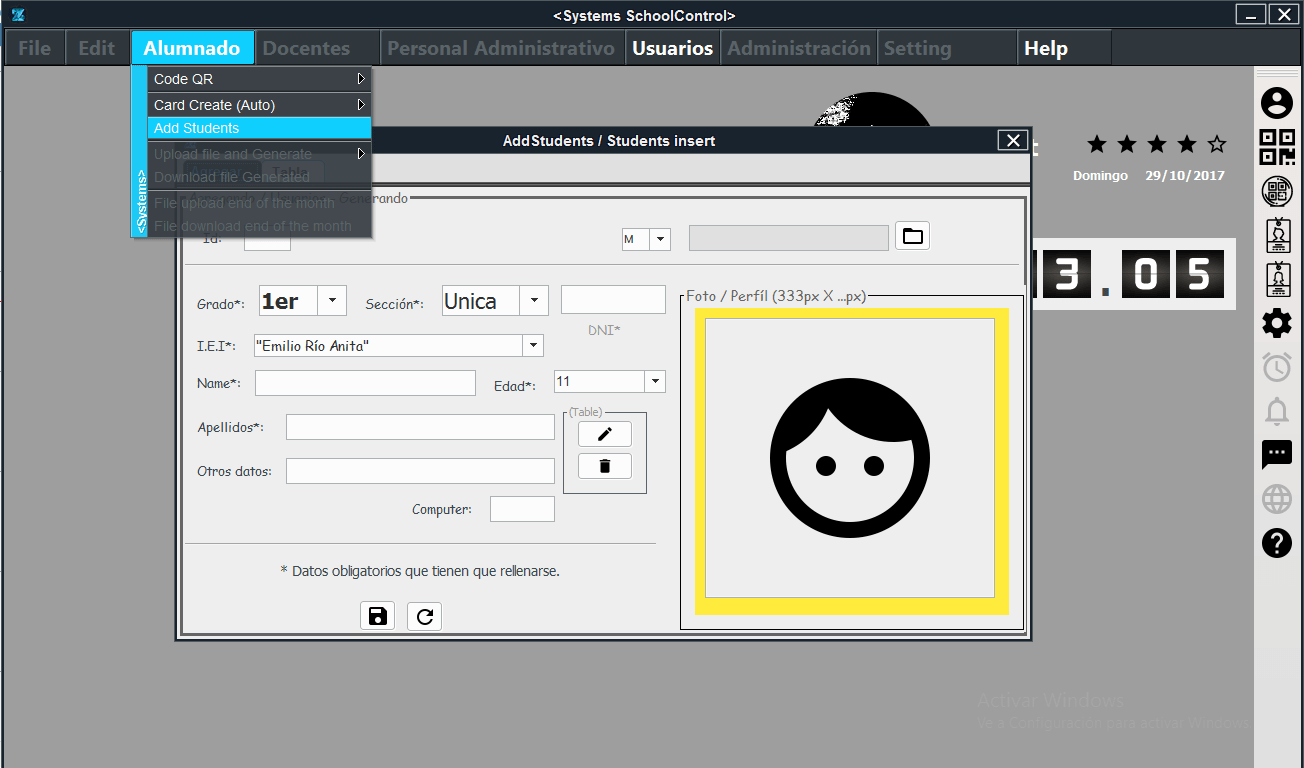 <Systems SchoolControl>
File Edit Alumnado Docentes Personal Administrativo Usuarios Administración Setting Help
Code QR
Card Create (Auto)
Add Students
Upload file and Generate
Download file Generated
File upload end of the month
File download end of the month
<Systems>
AddStudents / Students insert
Table
Generando
Id:
M
Domingo 29/10/2017
3.05
Grado*: 1er Sección*: Unica
DNI*
I.E.I*: "Emilio Río Anita"
Name*: Edad*: 11
Apellidos*: (Table)
Otros datos:
Computer:
* Datos obligatorios que tienen que rellenarse.
Foto / Perfíl (333px X ...px)
Activar Windows
Ve a Configuración para activar Windows